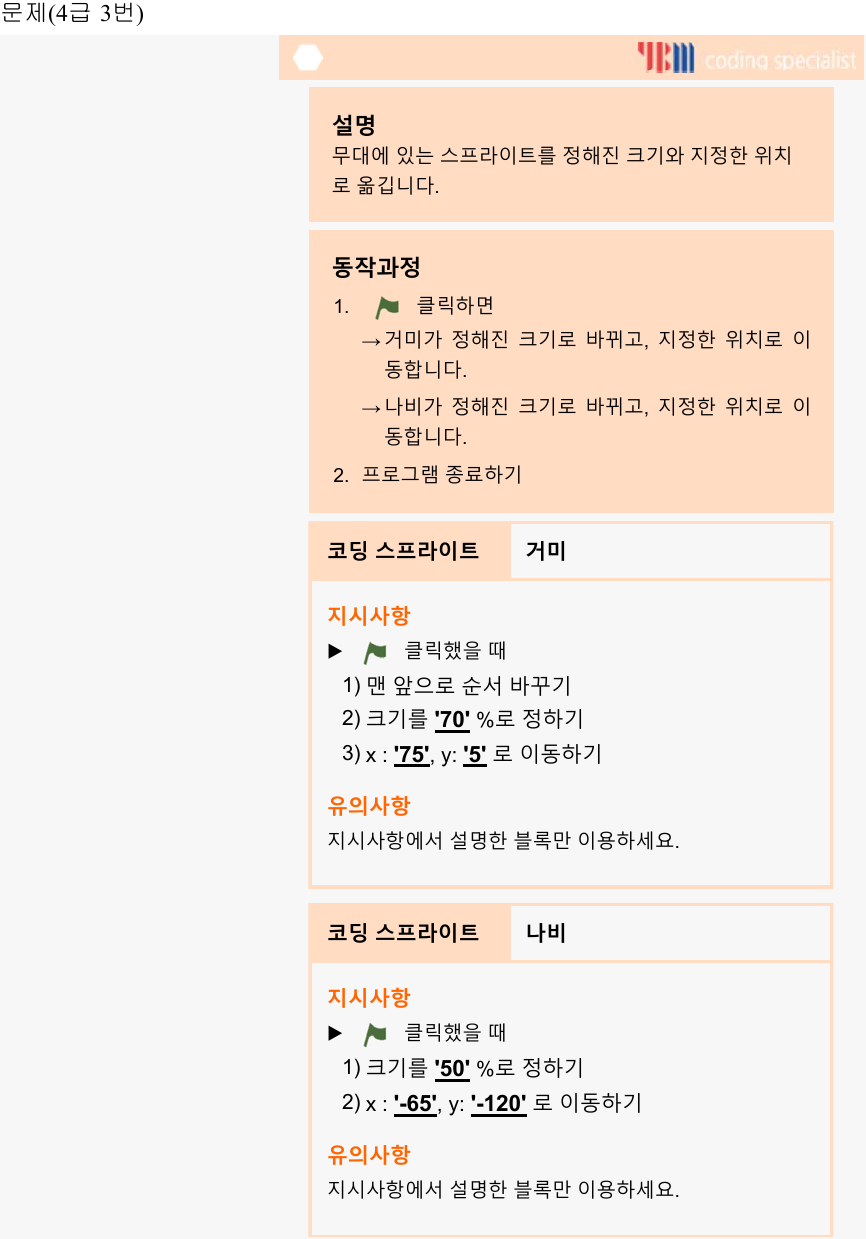 문제(4급 3번)
YBM coding specialist
설명
무대에 있는 스프라이트를 정해진 크기와 지정한 위치
로 옮깁니다.
동작과정
1. 클릭하면
→거미가 정해진 크기로 바뀌고, 지정한 위치로 이
동합니다.
→나비가 정해진 크기로 바뀌고, 지정한 위치로 이
동합니다.
2. 프로그램 종료하기
코딩 스프라이트 거미
지시사항
▶ 클릭했을 때
1) 맨 앞으로 순서 바꾸기
2) 크기를 '70' %로 정하기
3) x : '75', y: '5' 로 이동하기
유의사항
지시사항에서 설명한 블록만 이용하세요.
코딩 스프라이트 나비
지시사항
▶ 클릭했을 때
1) 크기를 '50' %로 정하기
2) x : '-65', y: '-120' 로 이동하기
유의사항
지시사항에서 설명한 블록만 이용하세요.